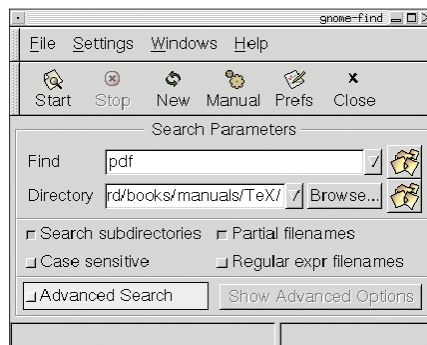 gnome-find
File Settings Windows Help
Start Stop New Manual Prefs Close
Search Parameters
Find pdf
Directory rd/books/manuals/TeX/ Browse...
Search subdirectories Partial filenames
Case sensitive Regular expr filenames
Advanced Search Show Advanced Options